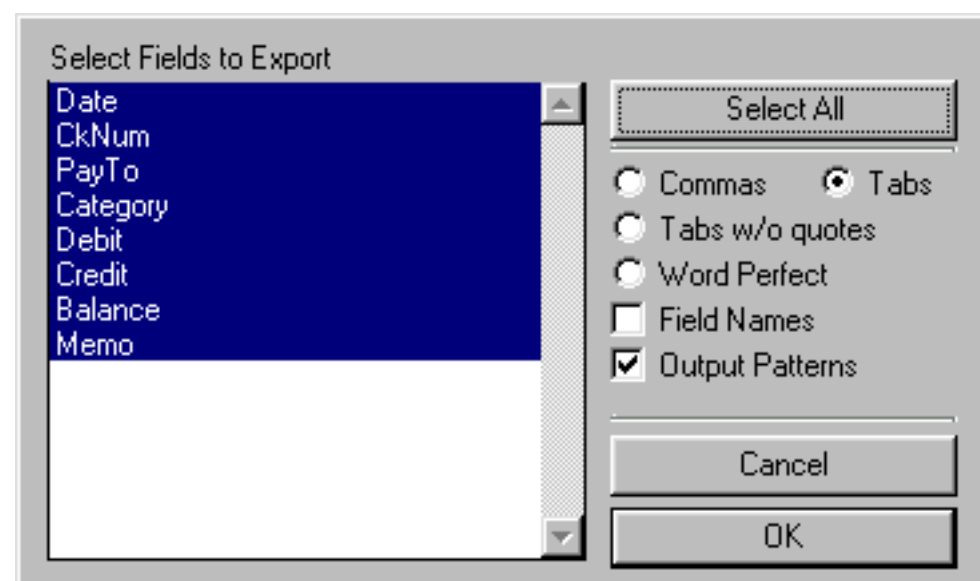 Select Fields to Export
Date
CkNum
PayTo
Category
Debit
Credit
Balance
Memo
Select All
Commas Tabs
Tabs w/o quotes
Word Perfect
Field Names
Output Patterns
Cancel
OK